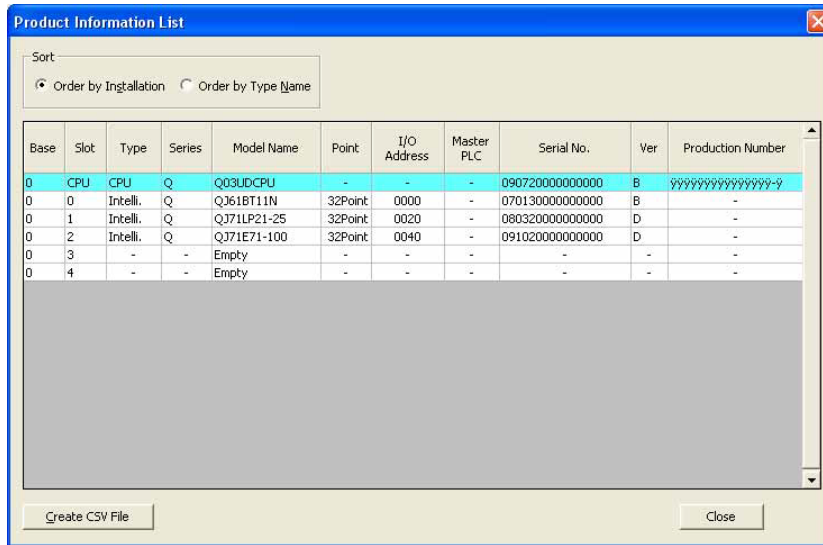 Product Information List
Sort
Order by Installation Order by Type Name
Base Slot Type Series Model Name Point I/O Address Master PLC Serial No. Ver Production Number
0 CPU CPU Q Q03UDCPU - - - 090720000000000 B ÿÿÿÿÿÿÿÿÿÿÿÿÿÿÿ-ÿ
0 0 Intelli. Q QJ61BT11N 32Point 0000 - 070130000000000 B -
0 1 Intelli. Q QJ71LP21-25 32Point 0020 - 080320000000000 D -
0 2 Intelli. Q QJ71E71-100 32Point 0040 - 091020000000000 D -
0 3 - - Empty - - - - - -
0 4 - - Empty - - - - - -
Create CSV File Close